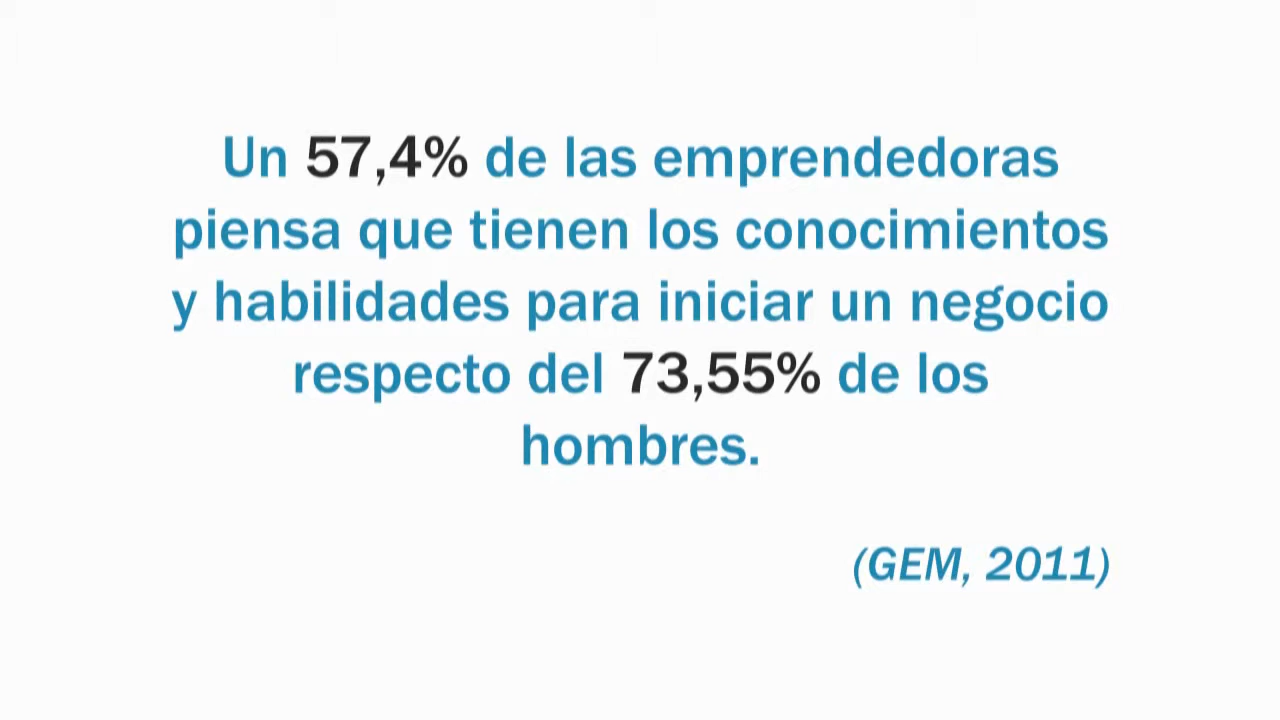 Un 57,4% de las emprendedoras
piensa que tienen los conocimientos
y habilidades para iniciar un negocio
respecto del 73,55% de los
hombres.
(GEM, 2011)